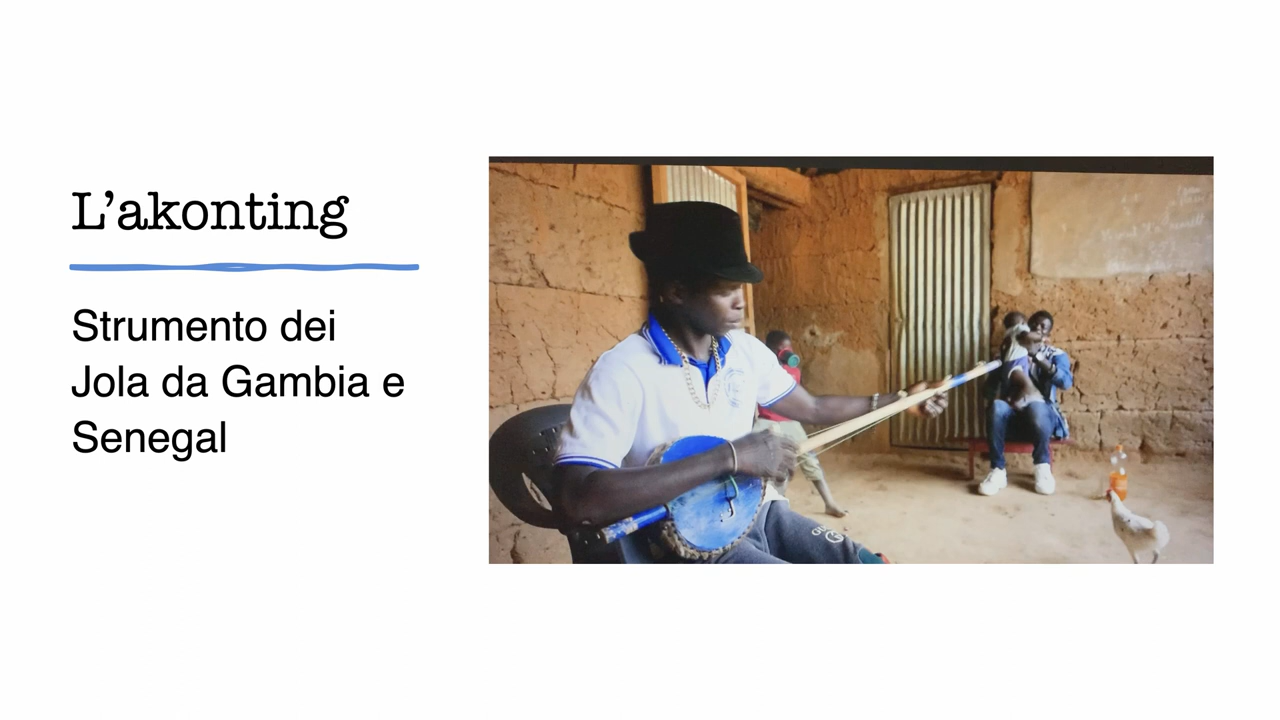 L’akonting
Strumento dei
Jola da Gambia e
Senegal